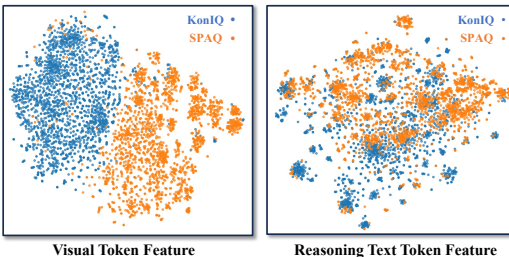 KonIQ
SPAQ
KonIQ
SPAQ
Visual Token Feature
Reasoning Text Token Feature